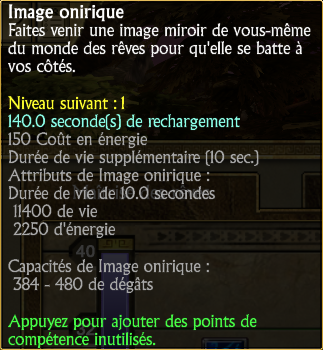 Image onirique
Faites venir une image miroir de vous-même
du monde des rêves pour qu'elle se batte à
vos côtés.
Niveau suivant : 1
140.0 seconde(s) de rechargement
150 Coût en énergie
Durée de vie supplémentaire (10 sec.)
Attributs de Image onirique :
Durée de vie de 10.0 secondes
11400 de vie
2250 d'énergie
40
Capacités de Image onirique :
384 - 480 de dégâts
Appuyez pour ajouter des points de
compétence inutilisés.